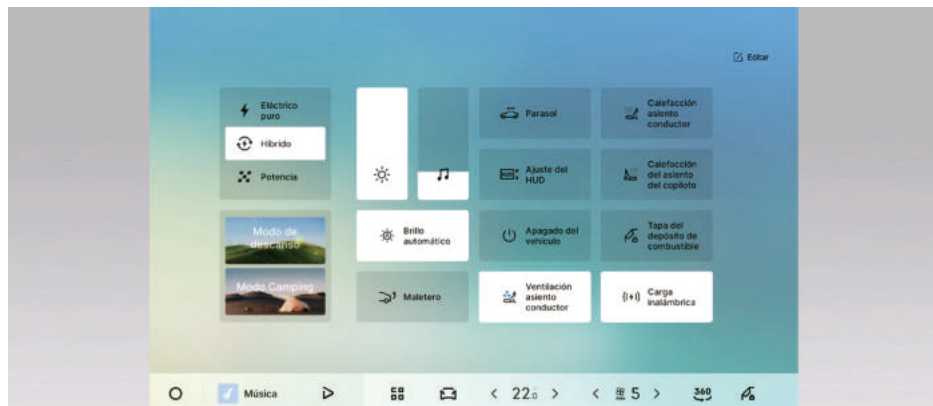 Editar
Eléctrico
puro
Híbrido
Potencia
Parasol
Calefacción
asiento
conductor
Ajuste del
HUD
Calefacción
del asiento
del copiloto
Modo de
descanso
Brillo
automático
Apagado del
vehículo
Tapa del
depósito de
combustible
Modo Camping
Maletero
Ventilación
asiento
conductor
Carga
inalámbrica
Música
22.0
5
360